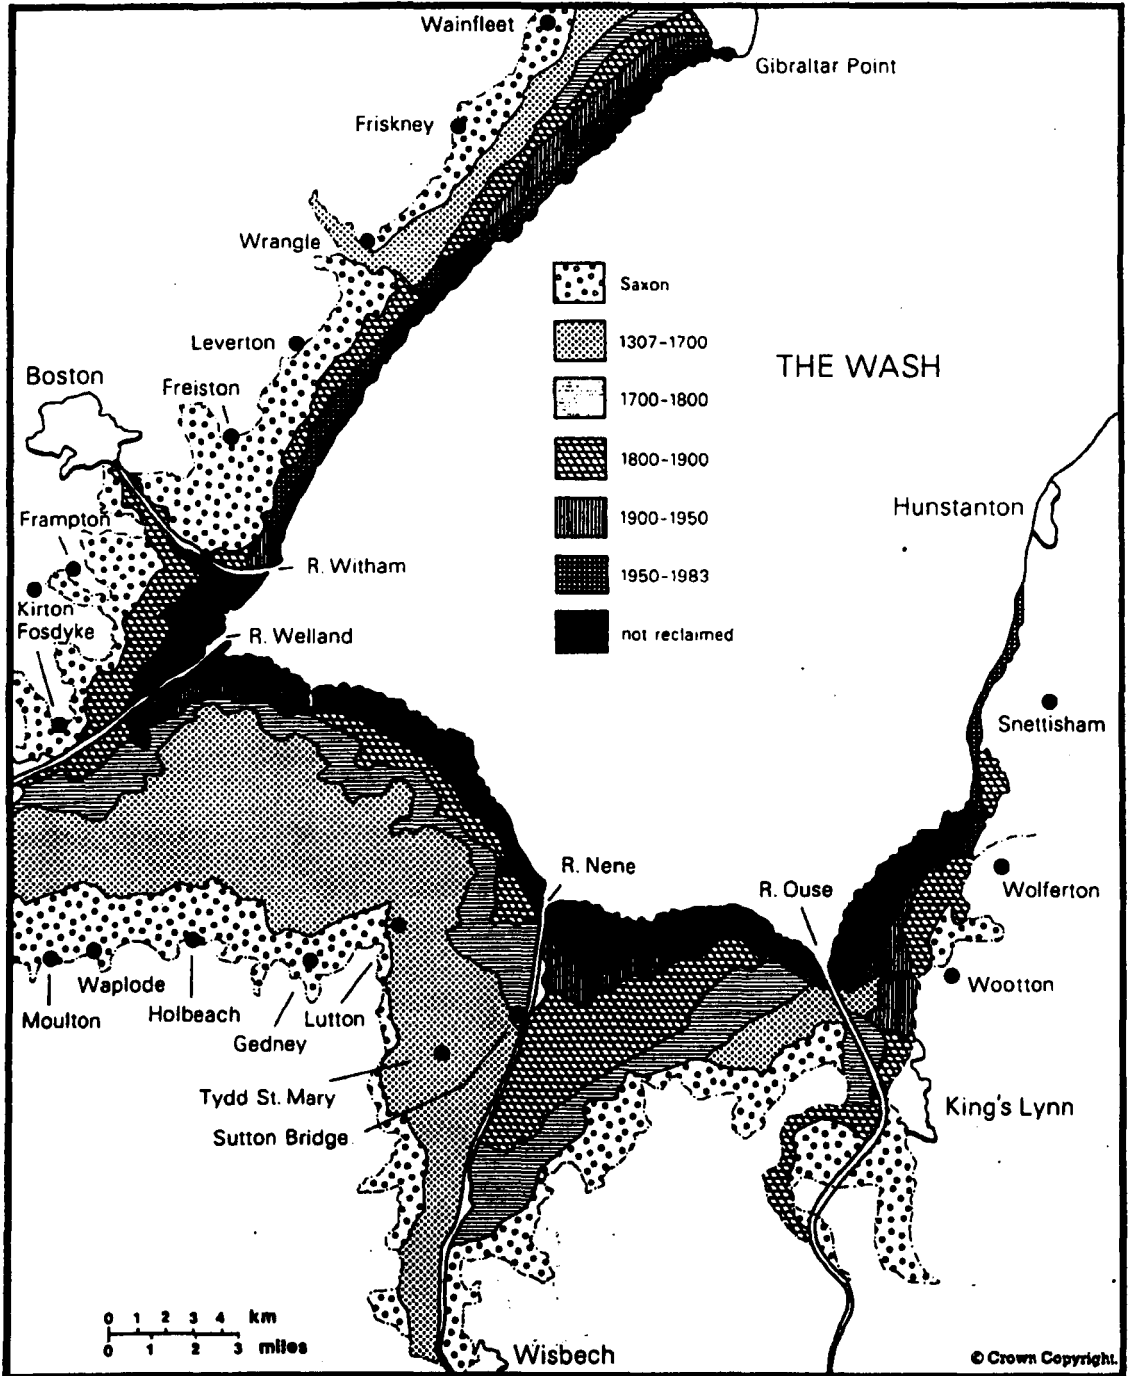 Wainfleet
Gibraltar Point
Friskney
Wrangle
Saxon
1307-1700
1700-1800
1800-1900
1900-1950
1950-1983
not reclaimed
THE WASH
Leverton
Boston
Freiston
Hunstanton
Frampton
R. Witham
Kirton
Fosdyke
R. Welland
Snettisham
R. Nene
R. Ouse
Wolferton
Wootton
Waplode
Moulton
Holbeach
Lutton
Gedney
Tydd St. Mary
Sutton Bridge
King's Lynn
0 1 2 3 4 km
0 1 2 3 miles
Wisbech
© Crown Copyright.